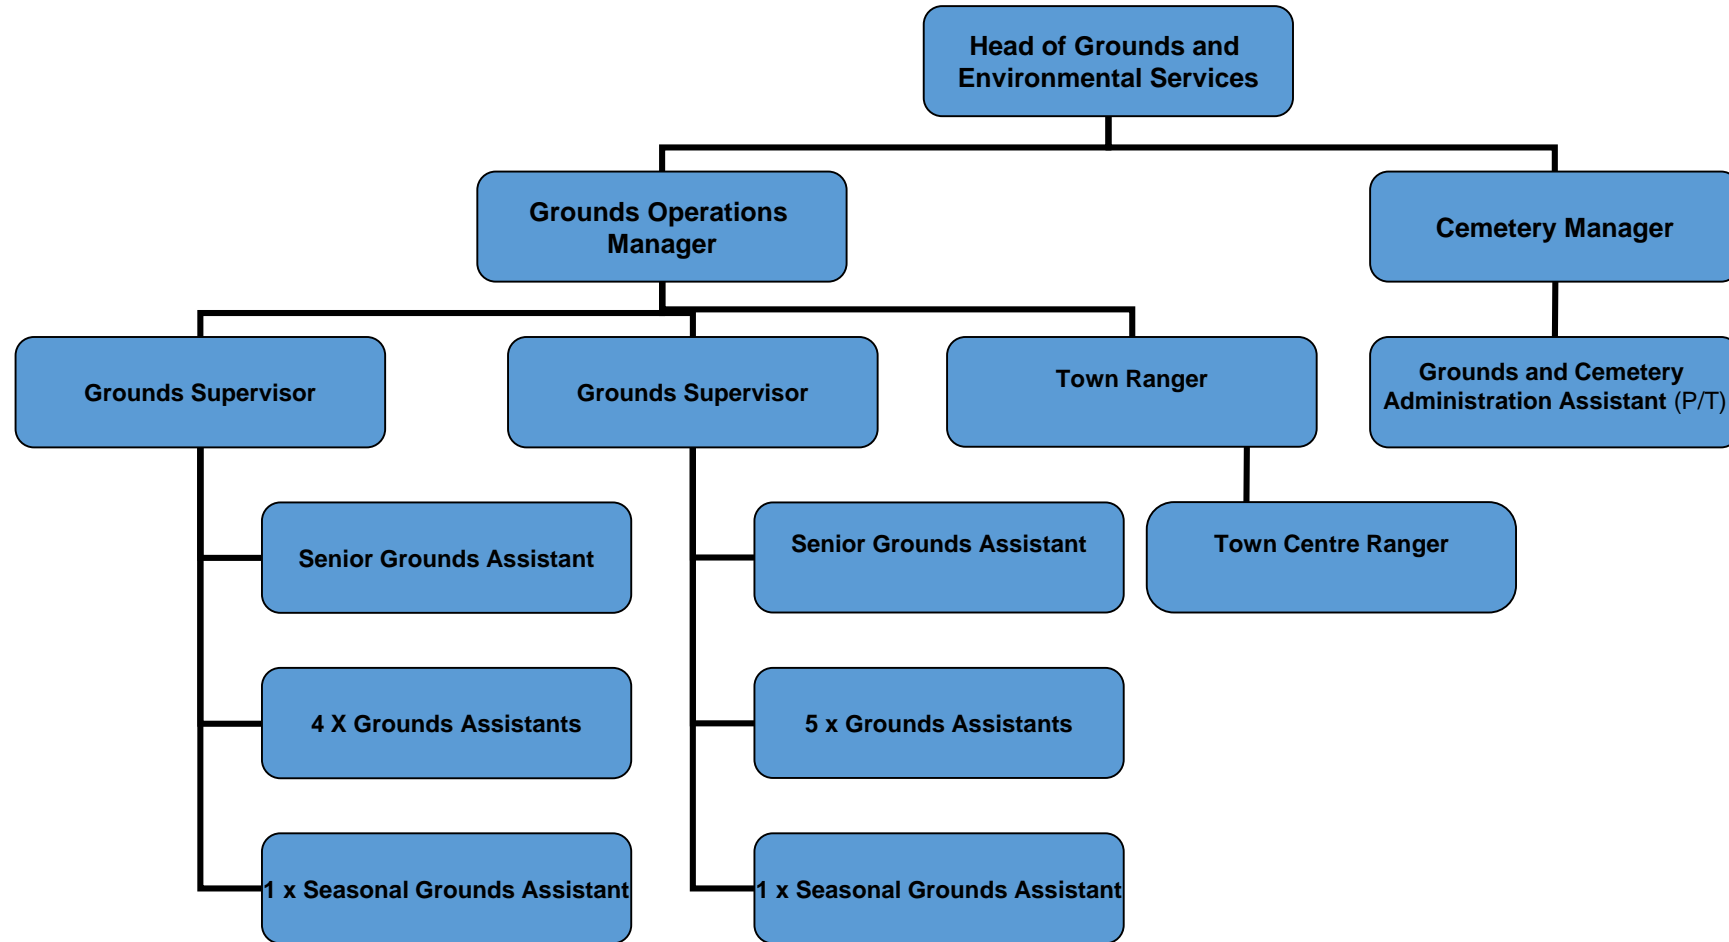 Head of Grounds and
Environmental Services
Grounds Operations
Manager
Cemetery Manager
Grounds Supervisor
Grounds Supervisor
Town Ranger
Grounds and Cemetery
Administration Assistant (P/T)
Senior Grounds Assistant
Senior Grounds Assistant
Town Centre Ranger
4 X Grounds Assistants
5 x Grounds Assistants
1 x Seasonal Grounds Assistant
1 x Seasonal Grounds Assistant